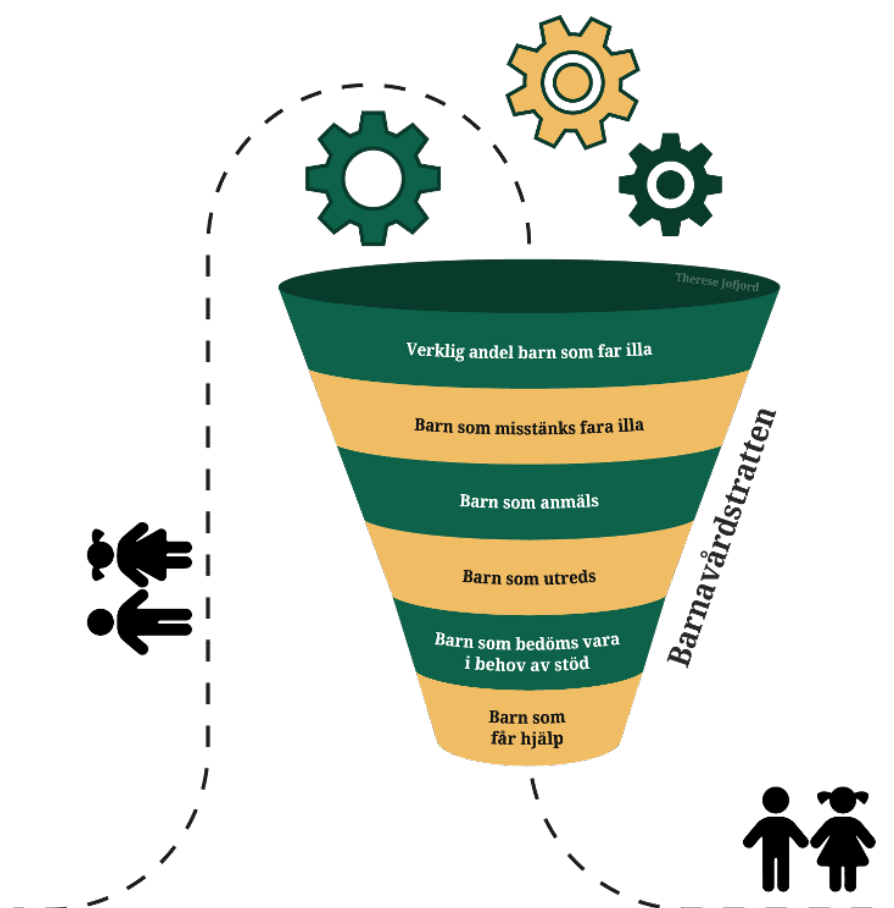 Therese Jofjord
Verklig andel barn som far illa
Barn som misstänks fara illa
Barn som anmäls
Barn som utreds
Barn som bedöms vara
i behov av stöd
Barn som
får hjälp
Barnavårdstratten